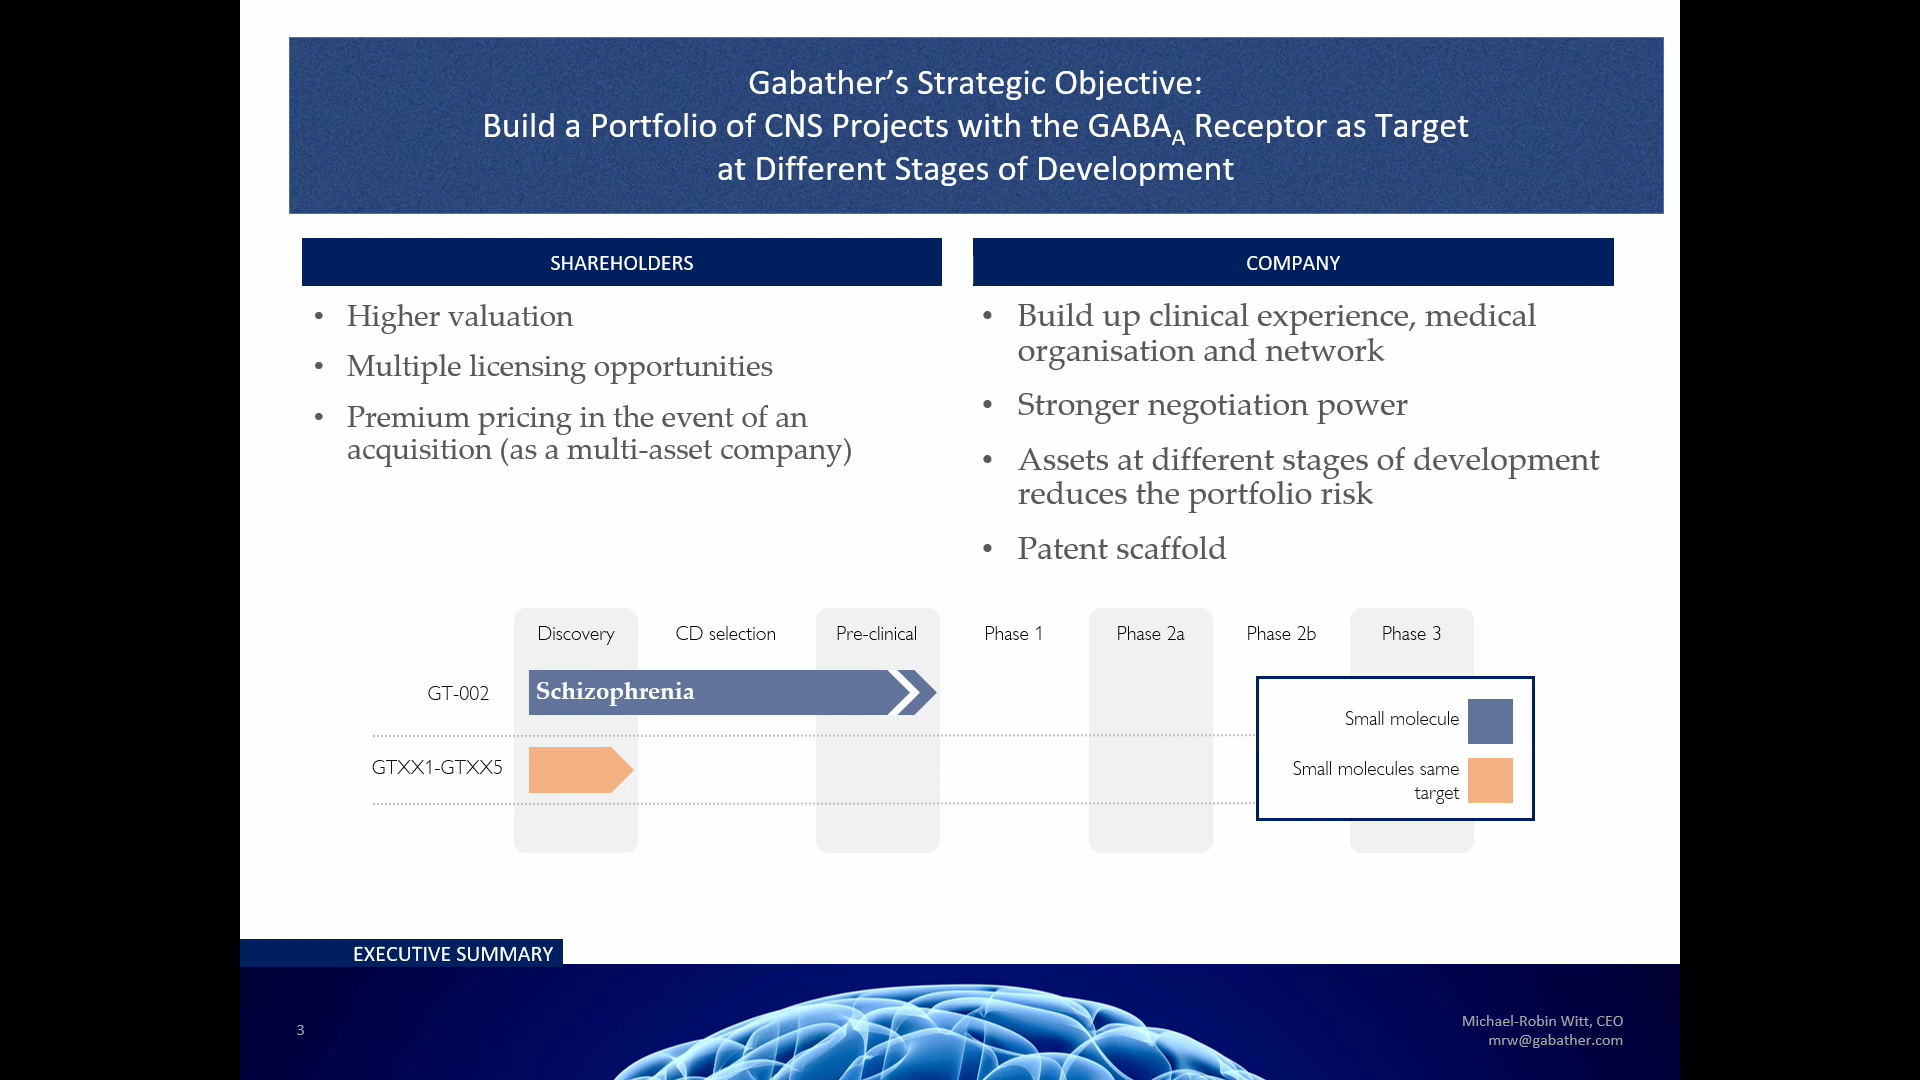 Gabather’s Strategic Objective:
Build a Portfolio of CNS Projects with the GABAA Receptor as Target
at Different Stages of Development
SHAREHOLDERS
• Higher valuation
• Multiple licensing opportunities
• Premium pricing in the event of an
acquisition (as a multi-asset company)
COMPANY
• Build up clinical experience, medical
organisation and network
• Stronger negotiation power
• Assets at different stages of development
reduces the portfolio risk
• Patent scaffold
Discovery CD selection Pre-clinical Phase 1 Phase 2a Phase 2b Phase 3
GT-002 Schizophrenia
GTXX1-GTXX5
Small molecule
Small molecules same
target
EXECUTIVE SUMMARY
3
Michael-Robin Witt, CEO
mrw@gabather.com